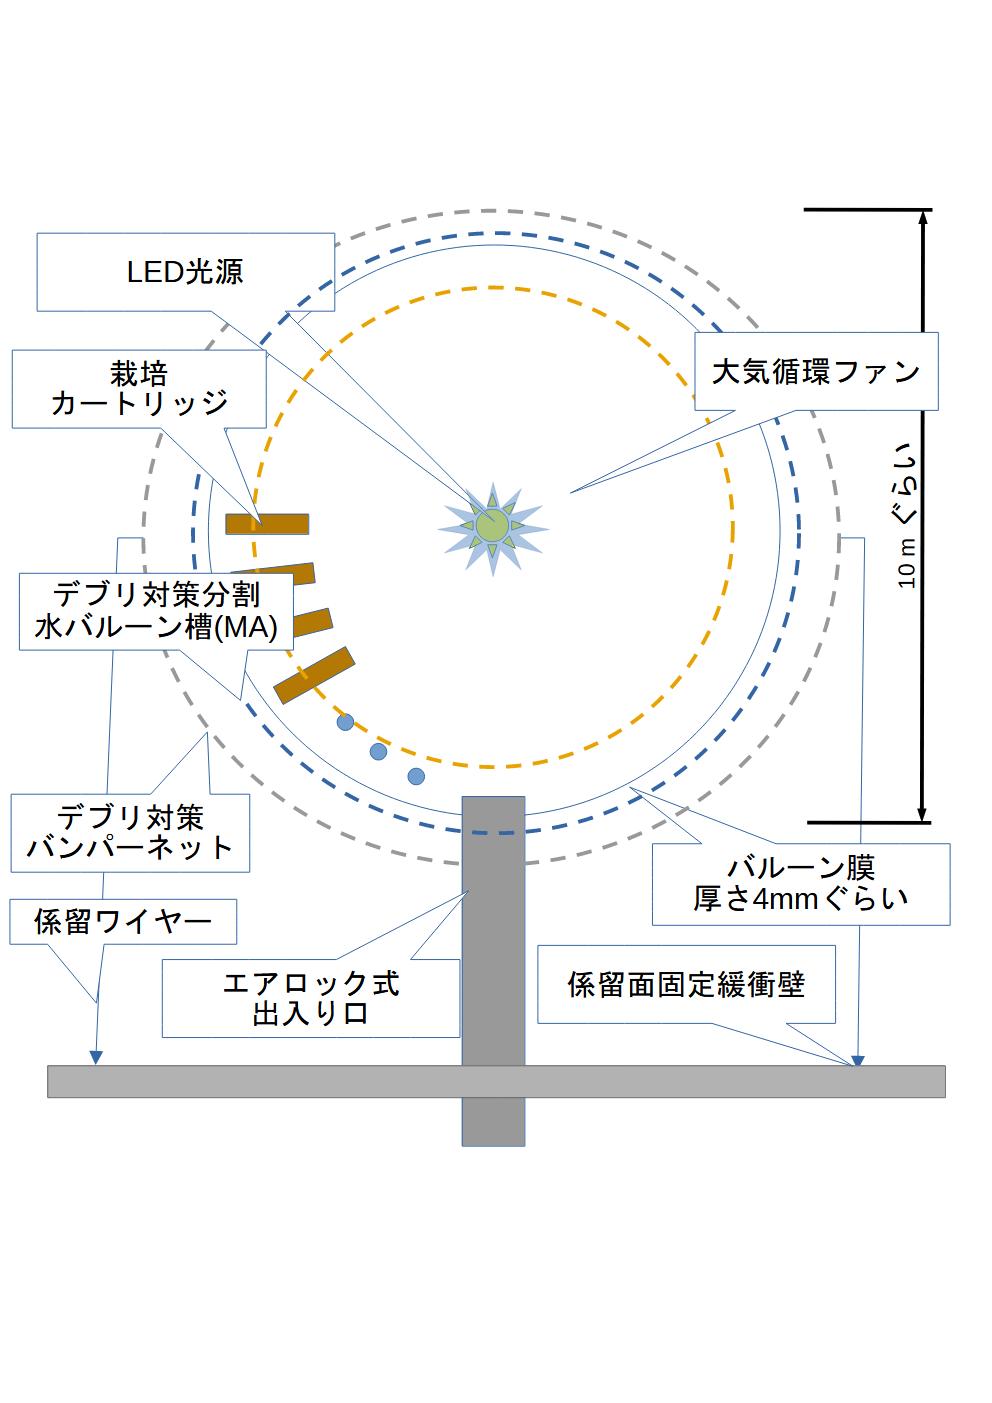 LED光源
栽培
カートリッジ
大気循環ファン
10 m ぐらい
デブリ対策分割
水バルーン槽(MA)
デブリ対策
バンパーネット
バルーン膜
厚さ4mmぐらい
係留ワイヤー
エアロック式
出入り口
係留面固定緩衝壁